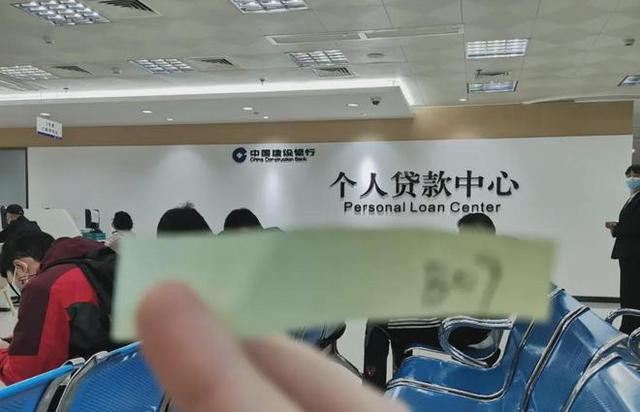 中国建设银行
China Construction Bank
个人贷款中心
Personal Loan Center